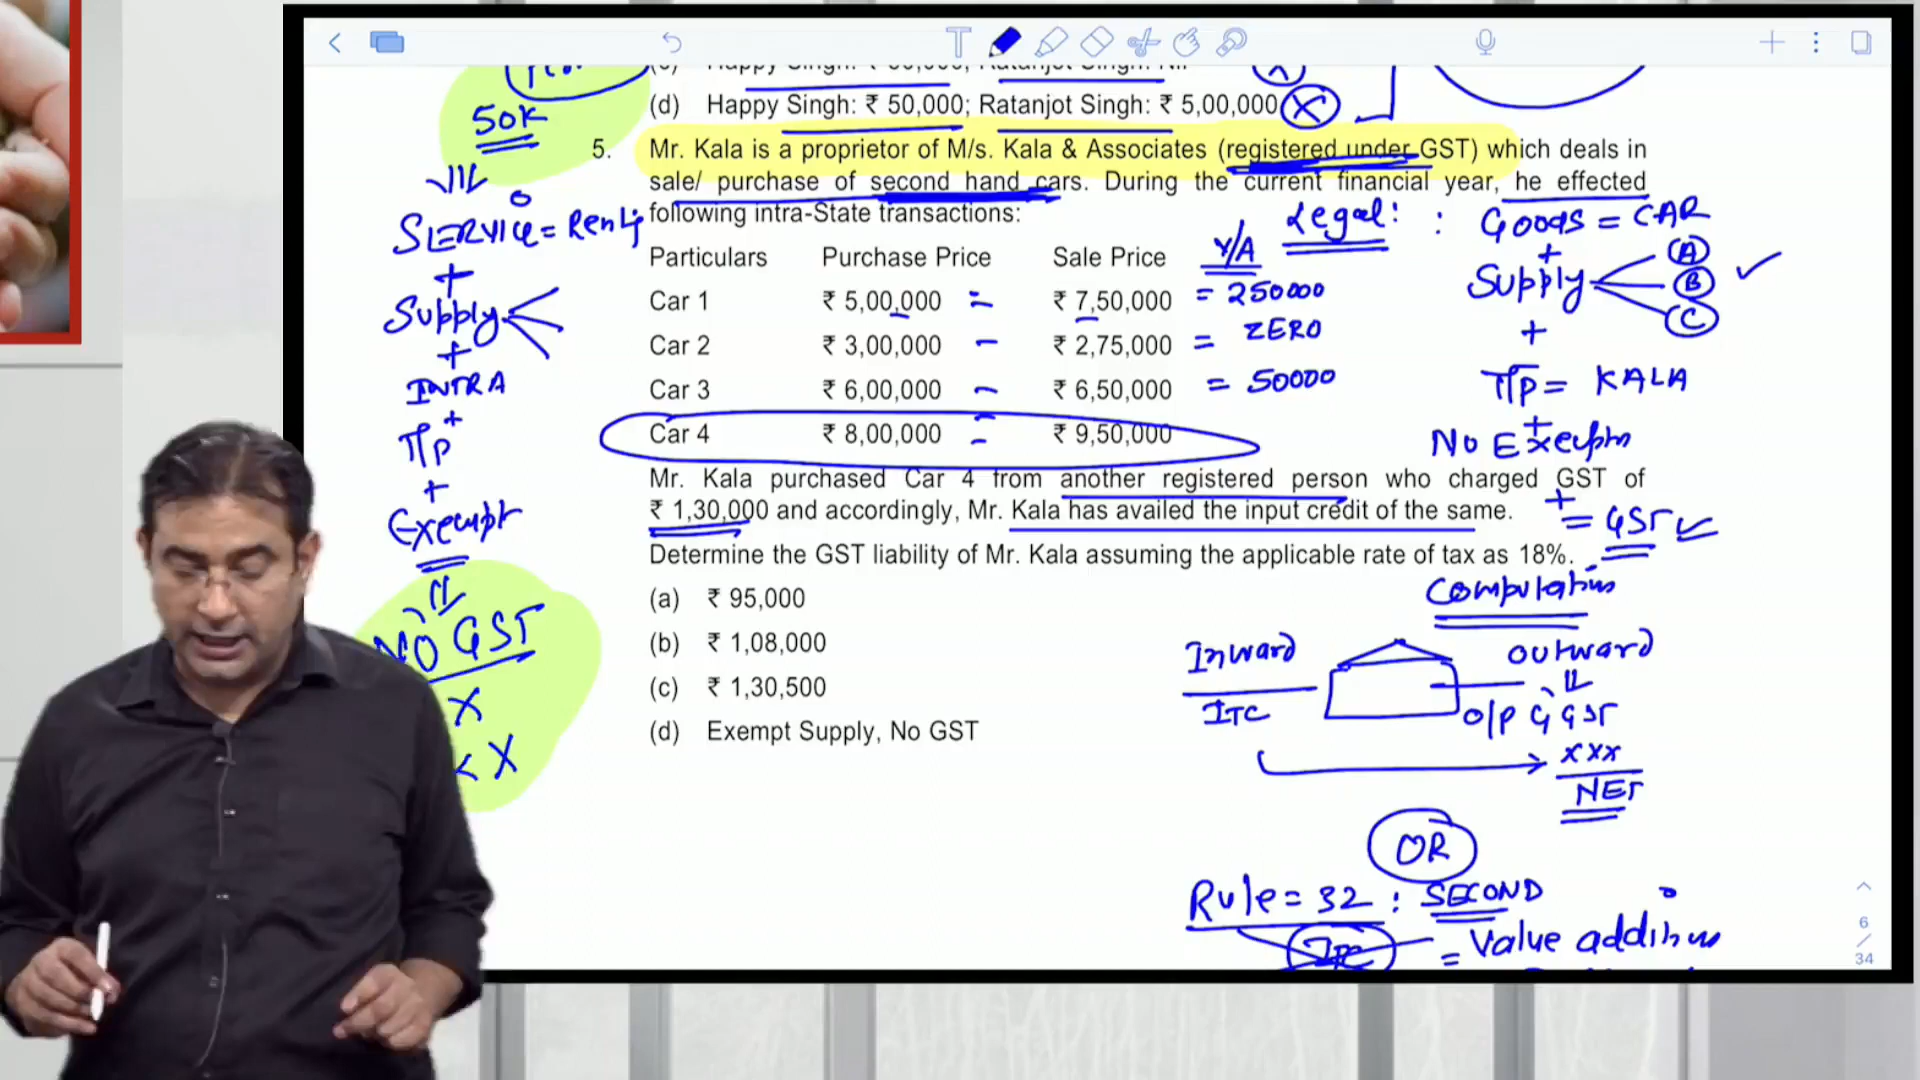 (d) Happy Singh: ₹ 50,000; Ratanjot Singh: ₹ 5,00,000 X
50K
5. Mr. Kala is a proprietor of M/s. Kala & Associates (registered under GST) which deals in
sale/ purchase of second hand cars. During the current financial year, he effected
following intra-State transactions:
Legal: : Goods = CAR
SERVICE =
V/A
Particulars Purchase Price Sale Price
+
Supply
A
B
C
Car 1 ₹ 5,00,000 = ₹ 7,50,000 = 250000
Car 2 ₹ 3,00,000 – ₹ 2,75,000 = ZERO
Car 3 ₹ 6,00,000 – ₹ 6,50,000 = 50000
Car 4 ₹ 8,00,000 = ₹ 9,50,000
+
T/P = KALA
+
No
+
Supply
+
INTRA
+
T/P
+
Exempt
NO GST
X
X
Mr. Kala purchased Car 4 from another registered person who charged GST of
₹ 1,30,000 and accordingly, Mr. Kala has availed the input credit of the same.
+
= GST
Determine the GST liability of Mr. Kala assuming the applicable rate of tax as 18%.
(a) ₹ 95,000
(b) ₹ 1,08,000
(c) ₹ 1,30,500
(d) Exempt Supply, No GST
Computation
Inward
ITC
Outward
O/P G GST
xxx
NET
OR
Rule = 32 : SECOND
ITC
= Value addition
6
/
34